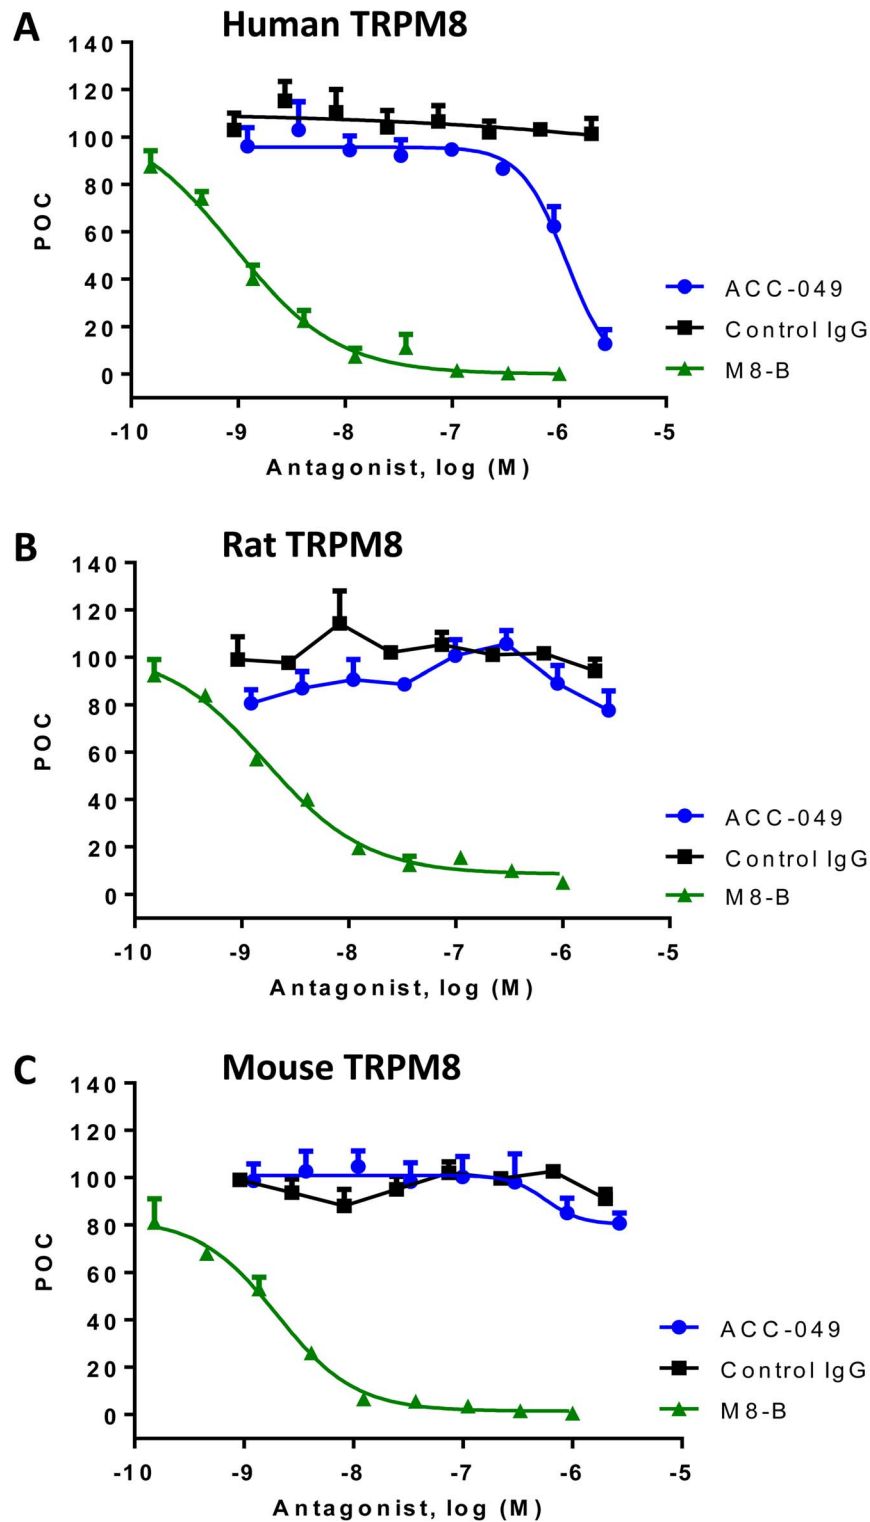 A Human TRPM8
140
120
100
80
60
40
20
0
POC
-10 -9 -8 -7 -6 -5
Antagonist, log (M)
ACC-049
Control IgG
M8-B
B Rat TRPM8
140
120
100
80
60
40
20
0
POC
-10 -9 -8 -7 -6 -5
Antagonist, log (M)
ACC-049
Control IgG
M8-B
C Mouse TRPM8
140
120
100
80
60
40
20
0
POC
-10 -9 -8 -7 -6 -5
Antagonist, log (M)
ACC-049
Control IgG
M8-B